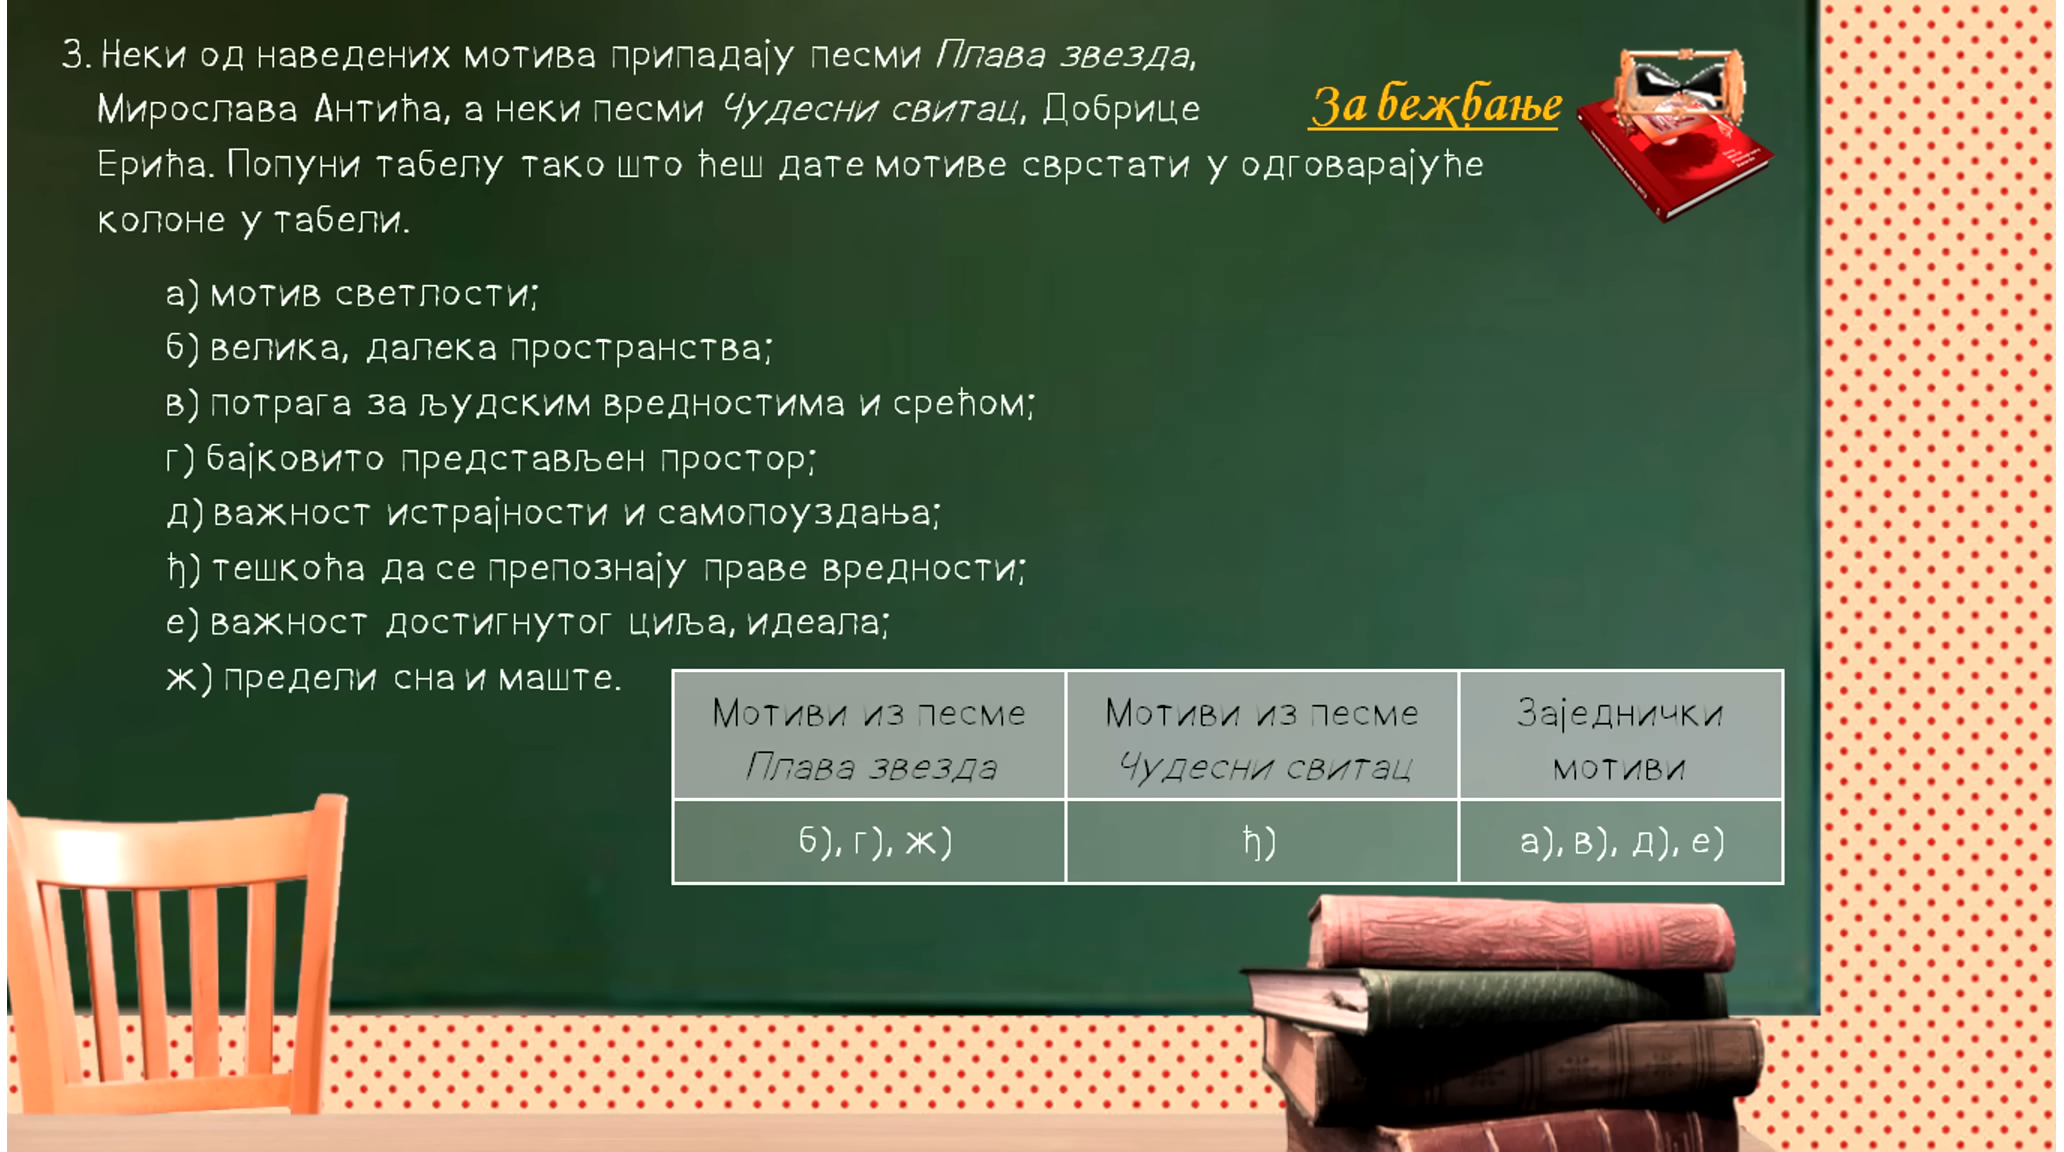 3. Неки од наведених мотива припадају песми Плава звезда,
Мирослава Антића, а неки песми Чудесни свитац, Добрице
Ерића. Попуни табелу тако што ћеш дате мотиве сврстати у одговарајуће
колоне у табели.
За бежбање
а) мотив светлости;
б) велика, далека пространства;
в) потрага за људским вредностима и срећом;
г) бајковито представљен простор;
д) важност истрајности и самопоуздања;
ђ) тешкоћа да се препознају праве вредности;
е) важност достигнутог циља, идеала;
ж) предели сна и маште.
Мотиви из песме
Плава звезда
Мотиви из песме
Чудесни свитац
Заједнички
мотиви
б), г), ж)
ђ)
а), в), д), е)